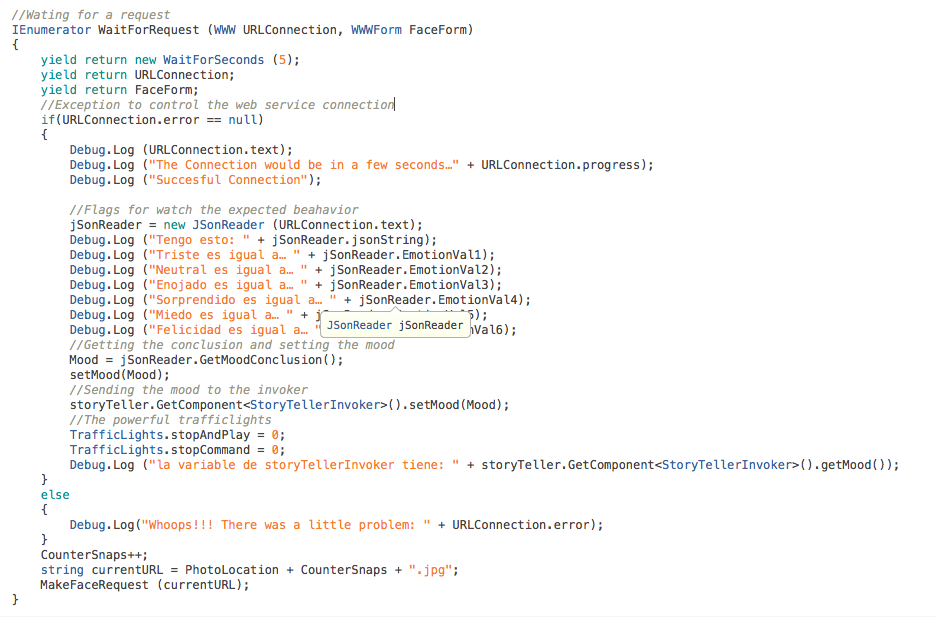 //Wating for a request
IEnumerator WaitForRequest (WWW URLConnection, WWWForm FaceForm)
{
yield return new WaitForSeconds (5);
yield return URLConnection;
yield return FaceForm;
//Exception to control the web service connection
if(URLConnection.error == null)
{
Debug.Log (URLConnection.text);
Debug.Log ("The Connection would be in a few seconds…" + URLConnection.progress);
Debug.Log ("Succesful Connection");
//Flags for watch the expected beahavior
jSonReader = new JSonReader (URLConnection.text);
Debug.Log ("Tengo esto: " + jSonReader.jsonString);
Debug.Log ("Triste es igual a… " + jSonReader.EmotionVal1);
Debug.Log ("Neutral es igual a… " + jSonReader.EmotionVal2);
Debug.Log ("Enojado es igual a… " + jSonReader.EmotionVal3);
Debug.Log ("Sorprendido es igual a… " + jSonReader.EmotionVal4);
Debug.Log ("Miedo es igual a… " +
Debug.Log ("Felicidad es igual a… "
JSonReader jSonReader
//Getting the conclusion and setting the mood
Mood = jSonReader.GetMoodConclusion();
setMood(Mood);
//Sending the mood to the invoker
storyTeller.GetComponent<StoryTellerInvoker>().setMood(Mood);
//The powerful trafficlights
TrafficLights.stopAndPlay = 0;
TrafficLights.stopCommand = 0;
Debug.Log ("la variable de storyTellerInvoker tiene: " + storyTeller.GetComponent<StoryTellerInvoker>().getMood());
}
else
{
Debug.Log("Whoops!!! There was a little problem: " + URLConnection.error);
}
CounterSnaps++;
string currentURL = PhotoLocation + CounterSnaps + ".jpg";
MakeFaceRequest (currentURL);
}